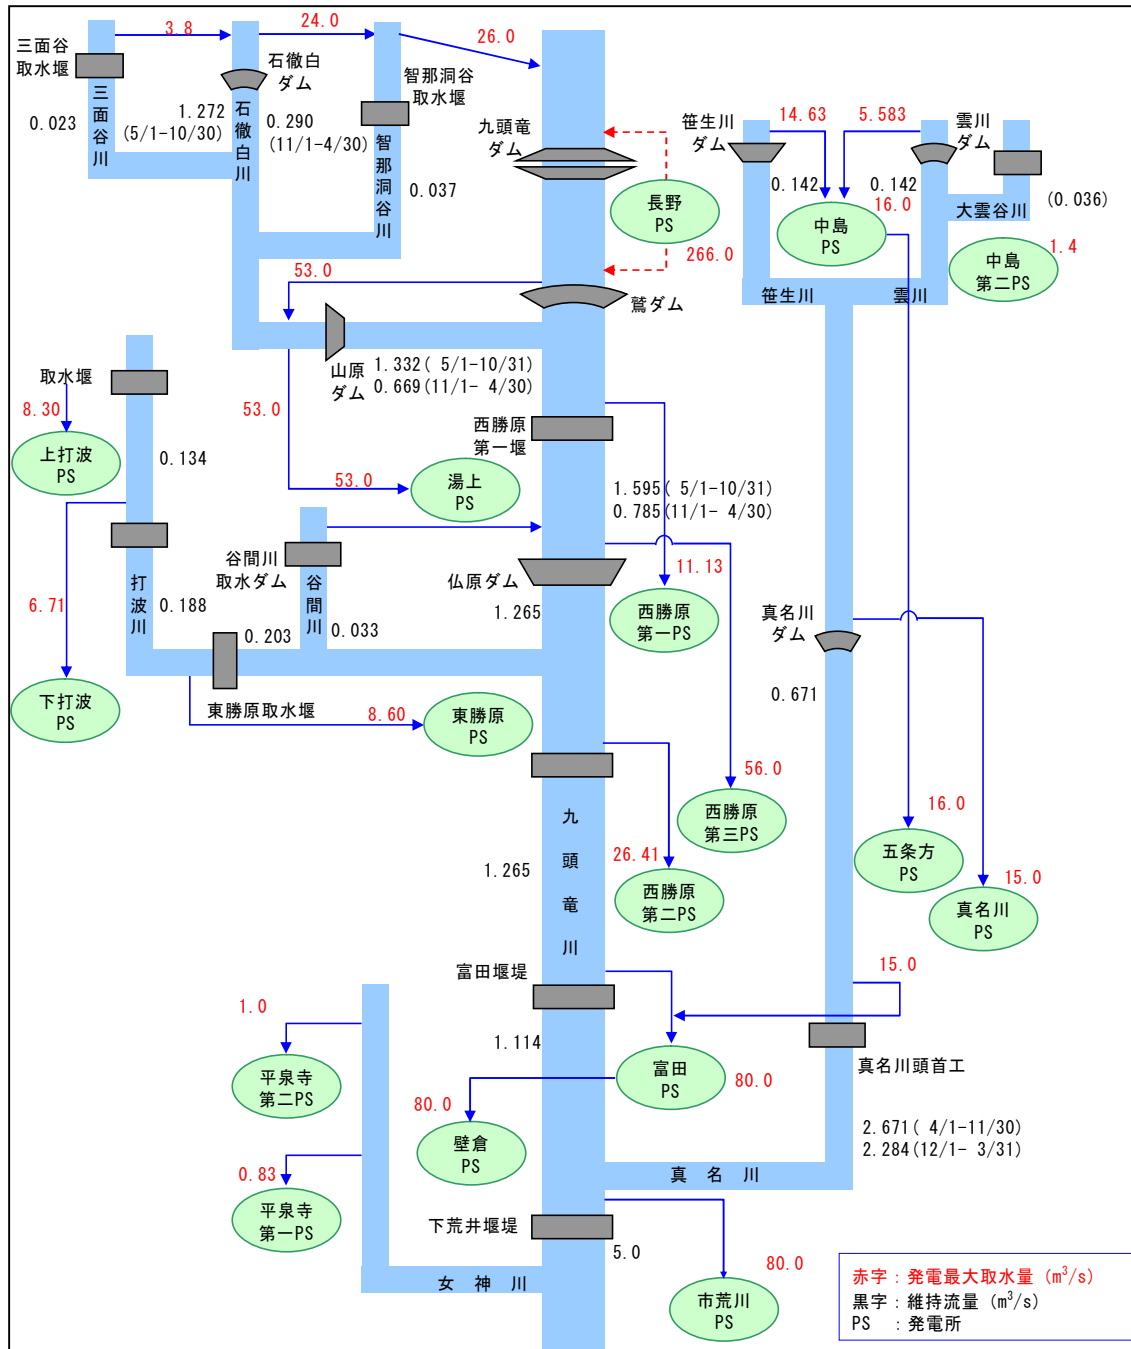 3.8
24.0
26.0
三面谷
取水堰
石徹白
ダム
智那洞谷
取水堰
三面谷川
0.023
1.272
(5/1-10/30)
石徹白川
0.290
(11/1-4/30)
智那洞谷川
0.037
九頭竜
ダム
長野
PS
266.0
笹生川
ダム
14.63
5.583
雲川
ダム
0.142
0.142
(0.036)
大雲谷川
中島
PS
16.0
中島
第二PS
1.4
笹生川
雲川
53.0
鷲ダム
山原
ダム
1.332( 5/1-10/31)
0.669(11/1- 4/30)
取水堰
8.30
上打波
PS
0.134
53.0
53.0
湯上
PS
西勝原
第一堰
1.595( 5/1-10/31)
0.785(11/1- 4/30)
谷間川
取水ダム
谷間川
仏原ダム
1.265
11.13
西勝原
第一PS
打波川
0.188
6.71
0.203
0.033
下打波
PS
東勝原取水堰
8.60
東勝原
PS
真名川
ダム
0.671
56.0
西勝原
第三PS
16.0
五条方
PS
15.0
真名川
PS
九頭竜川
1.265
26.41
西勝原
第二PS
富田堰堤
15.0
1.114
真名川頭首工
1.0
平泉寺
第二PS
富田
PS
80.0
80.0
壁倉
PS
2.671( 4/1-11/30)
2.284(12/1- 3/31)
0.83
平泉寺
第一PS
真名川
下荒井堰堤
5.0
80.0
市荒川
PS
女神川
赤字：発電最大取水量 (m³/s)
黒字：維持流量 (m³/s)
PS ：発電所